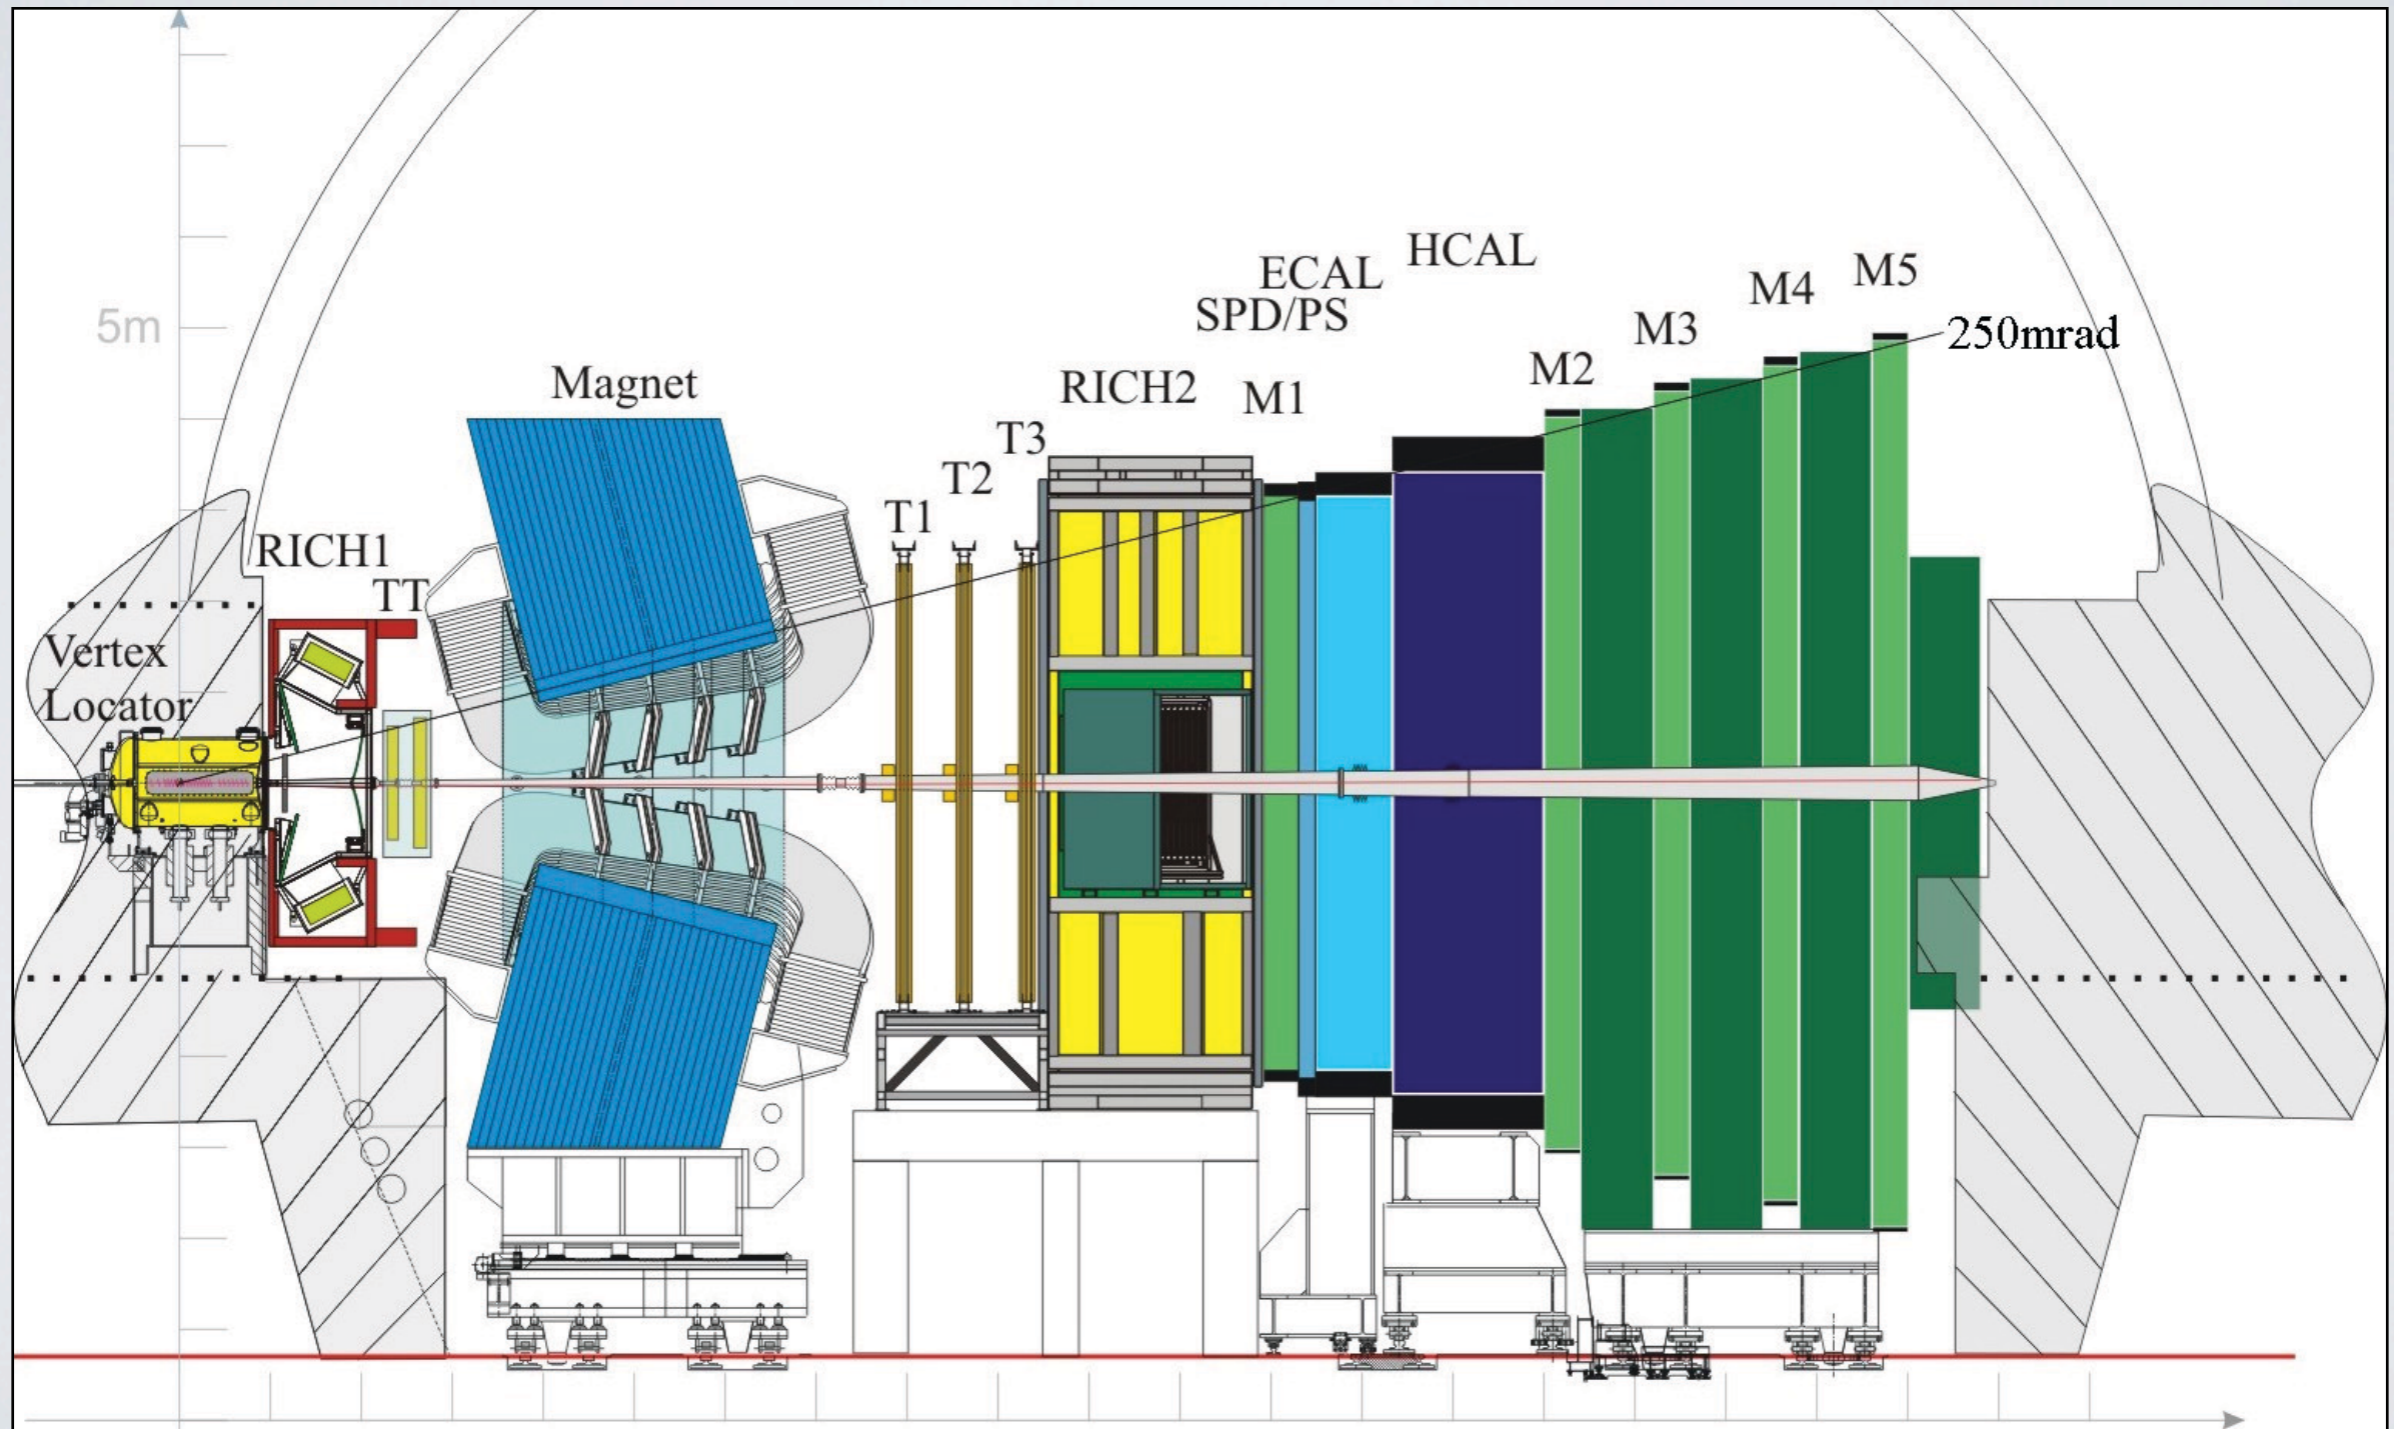 5m
Vertex
Locator
RICH1
TT
Magnet
T1
T2
T3
RICH2
M1
SPD/PS
ECAL
HCAL
M2
M3
M4
M5
250mrad